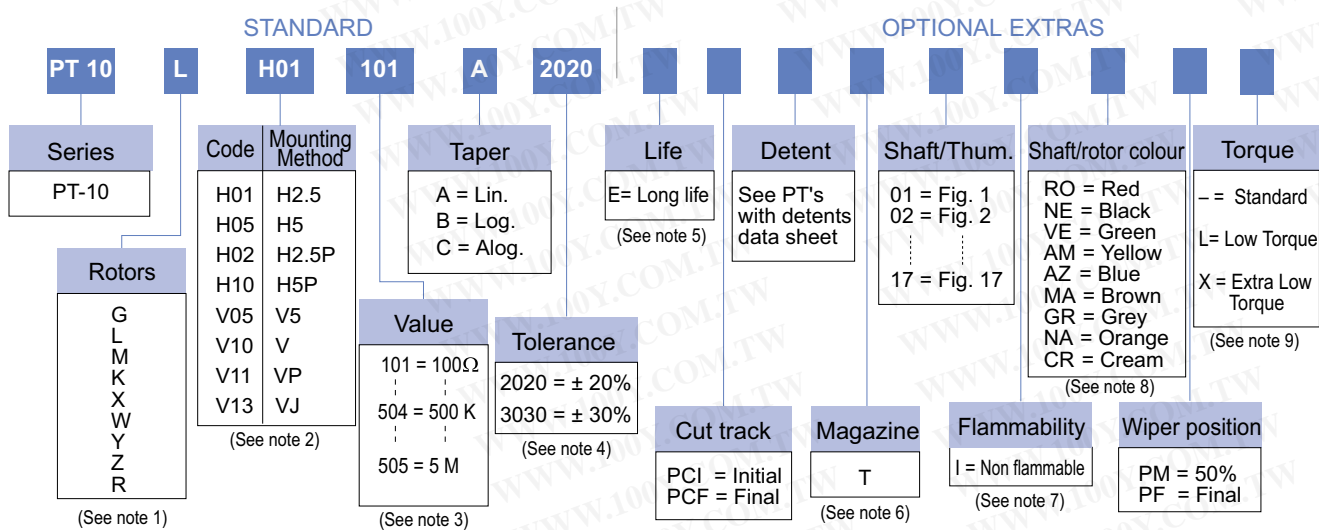 STANDARD
OPTIONAL EXTRAS
PT 10 L H01 101 A 2020
Series
PT-10
Rotors
G
L
M
K
X
W
Y
Z
R
(See note 1)
Code Mounting Method
H01 H2.5
H05 H5
H02 H2.5P
H10 H5P
V05 V5
V10 V
V11 VP
V13 VJ
(See note 2)
Value
101 = 100Ω
504 = 500 K
505 = 5 M
(See note 3)
Taper
A = Lin.
B = Log.
C = Alog.
Tolerance
2020 = ± 20%
3030 = ± 30%
(See note 4)
Life
E= Long life
(See note 5)
Cut track
PCI = Initial
PCF = Final
Detent
See PT's
with detents
data sheet
Magazine
T
(See note 6)
Shaft/Thum.
01 = Fig. 1
02 = Fig. 2
17 = Fig. 17
Flammability
I = Non flammable
(See note 7)
Shaft/rotor colour
RO = Red
NE = Black
VE = Green
AM = Yellow
AZ = Blue
MA = Brown
GR = Grey
NA = Orange
CR = Cream
(See note 8)
Wiper position
PM = 50%
PF = Final
Torque
– = Standard
L= Low Torque
X = Extra Low
Torque
(See note 9)
WWW.100Y.COM.TW